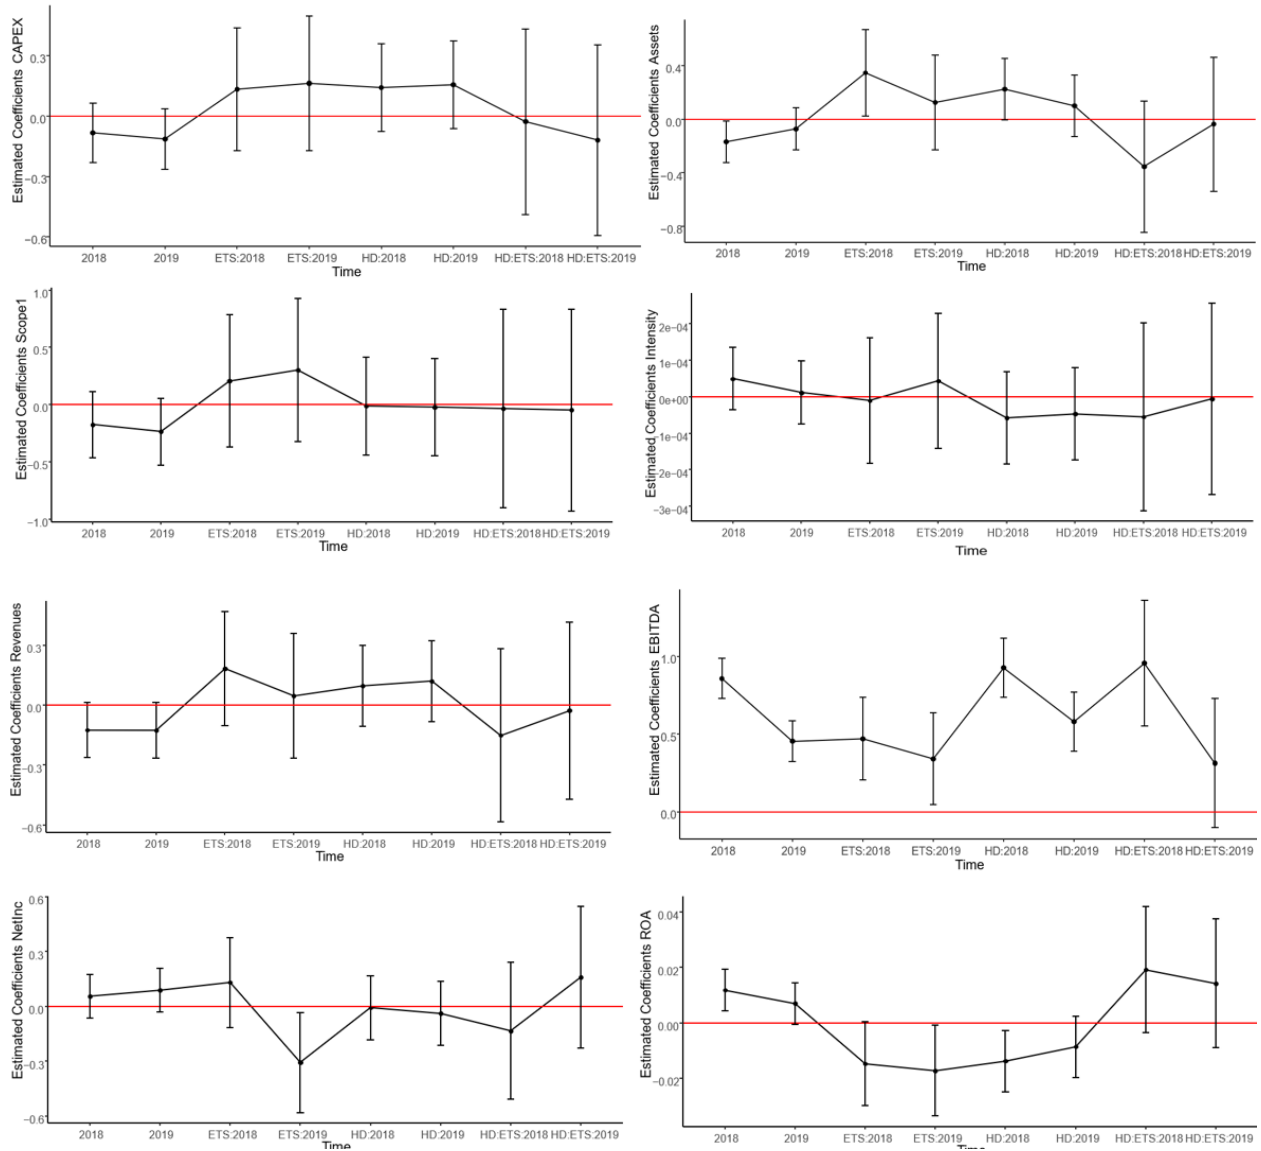 Estimated Coefficients CAPEX
0.3
0.0
−0.3
−0.6
2018 2019 ETS:2018 ETS:2019 HD:2018 HD:2019 HD:ETS:2018 HD:ETS:2019
Time
Estimated Coefficients Assets
0.4
0.0
−0.4
−0.8
2018 2019 ETS:2018 ETS:2019 HD:2018 HD:2019 HD:ETS:2018 HD:ETS:2019
Time
Estimated Coefficients Scope1
1.0
0.5
0.0
−0.5
−1.0
2018 2019 ETS:2018 ETS:2019 HD:2018 HD:2019 HD:ETS:2018 HD:ETS:2019
Time
Estimated Coefficients Intensity
2e−04
1e−04
0e+00
−1e−04
−2e−04
−3e−04
2018 2019 ETS:2018 ETS:2019 HD:2018 HD:2019 HD:ETS:2018 HD:ETS:2019
Time
Estimated Coefficients Revenues
0.3
0.0
−0.3
−0.6
2018 2019 ETS:2018 ETS:2019 HD:2018 HD:2019 HD:ETS:2018 HD:ETS:2019
Time
Estimated Coefficients EBITDA
1.0
0.5
0.0
2018 2019 ETS:2018 ETS:2019 HD:2018 HD:2019 HD:ETS:2018 HD:ETS:2019
Time
Estimated Coefficients NetInc
0.6
0.3
0.0
−0.3
−0.6
2018 2019 ETS:2018 ETS:2019 HD:2018 HD:2019 HD:ETS:2018 HD:ETS:2019
Time
Estimated Coefficients ROA
0.04
0.02
0.00
−0.02
2018 2019 ETS:2018 ETS:2019 HD:2018 HD:2019 HD:ETS:2018 HD:ETS:2019
Time